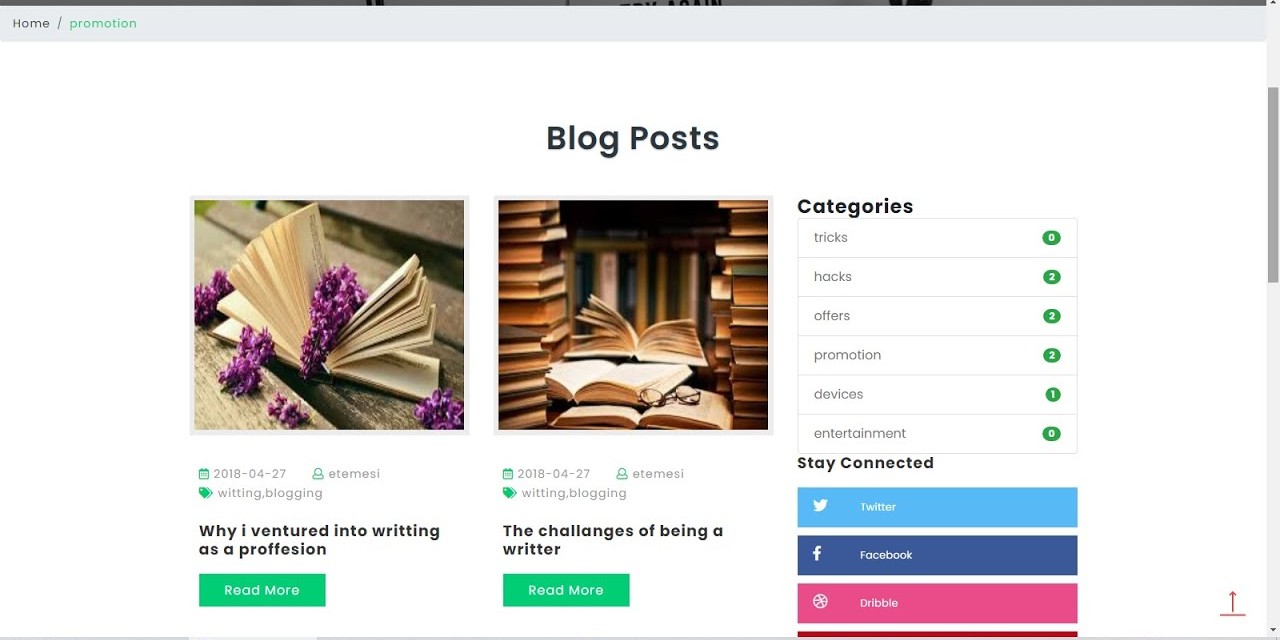 TRY AGAIN
Home / promotion
Blog Posts
2018-04-27 etemesi
witting,blogging
Why i ventured into writting
as a proffesion
Read More
2018-04-27 etemesi
witting,blogging
The challanges of being a
writter
Read More
Categories
tricks 0
hacks 2
offers 2
promotion 2
devices 1
entertainment 0
Stay Connected
Twitter
Facebook
Dribble